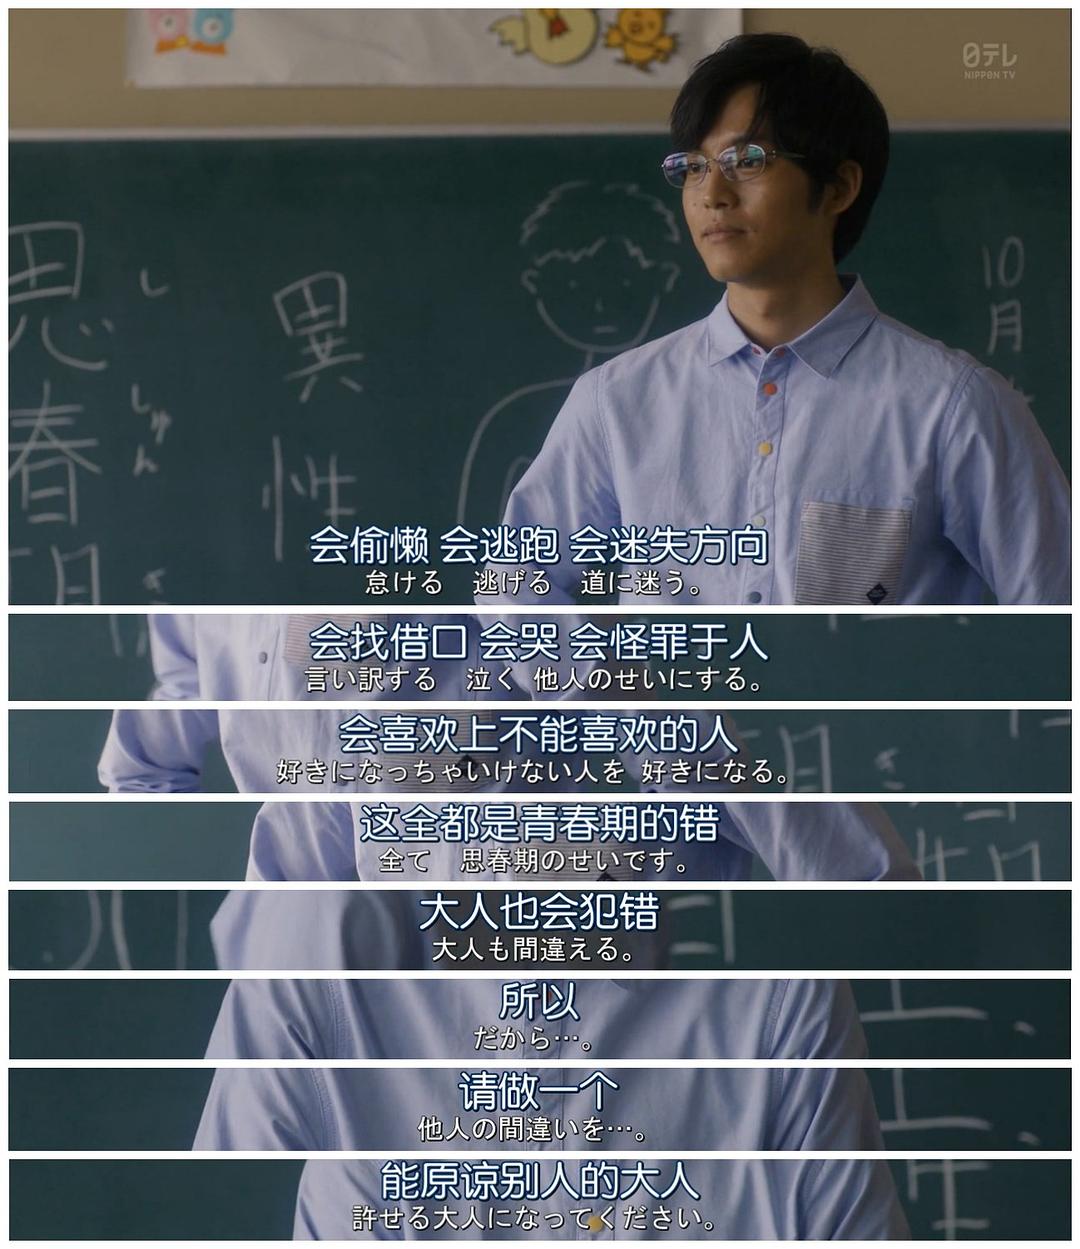 日テレ
NIPPON TV
思春期
ししゅん
異性
10月
会偷懒 会逃跑 会迷失方向
怠ける 逃げる 道に迷う。
会找借口 会哭 会怪罪于人
言い訳する 泣く 他人のせいにする。
会喜欢上不能喜欢的人
好きになっちゃいけない人を 好きになる。
这全都是青春期的错
全て 思春期のせいです。
大人也会犯错
大人も間違える。
所以
だから…。
请做一个
他人の間違いを…。
能原谅别人的大人
許せる大人になってください。